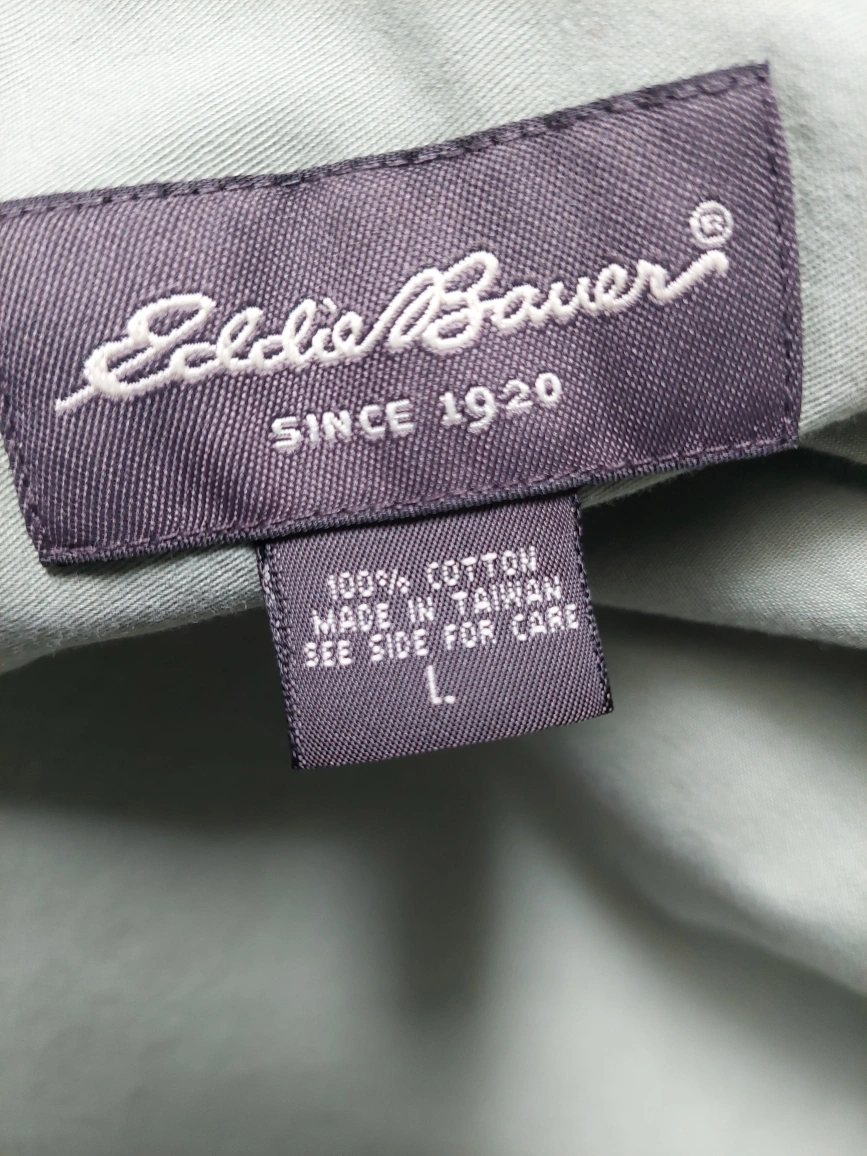 Eddie Bauer®
SINCE 1920
100% COTTON
MADE IN TAIWAN
SEE SIDE FOR CARE
L